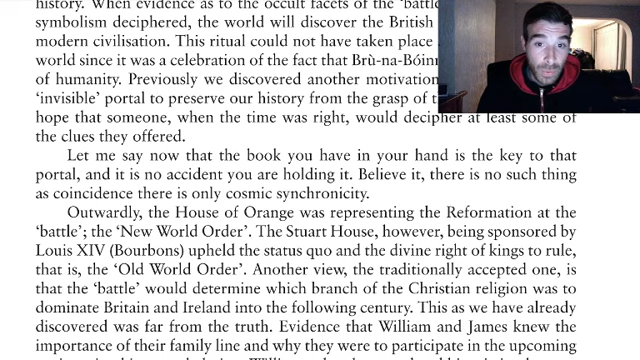 history. When evidence as to the occult facets of the ‘battl
symbolism deciphered, the world will discover the British
modern civilisation. This ritual could not have taken place
world since it was a celebration of the fact that Brù-na-Bóinn
of humanity. Previously we discovered another motivation
‘invisible’ portal to preserve our history from the grasp of t
hope that someone, when the time was right, would decipher at least some of
the clues they offered.
Let me say now that the book you have in your hand is the key to that
portal, and it is no accident you are holding it. Believe it, there is no such thing
as coincidence there is only cosmic synchronicity.
Outwardly, the House of Orange was representing the Reformation at the
‘battle’; the ‘New World Order’. The Stuart House, however, being sponsored by
Louis XIV (Bourbons) upheld the status quo and the divine right of kings to rule,
that is, the ‘Old World Order’. Another view, the traditionally accepted one, is
that the ‘battle’ would determine which branch of the Christian religion was to
dominate Britain and Ireland into the following century. This as we have already
discovered was far from the truth. Evidence that William and James knew the
importance of their family line and why they were to participate in the upcoming